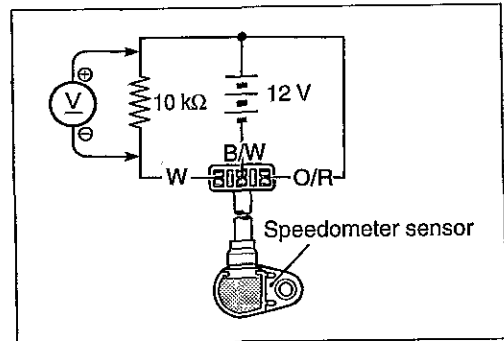 ⊕
V
⊖
10 kΩ
12 V
B/W
W
O/R
Speedometer sensor